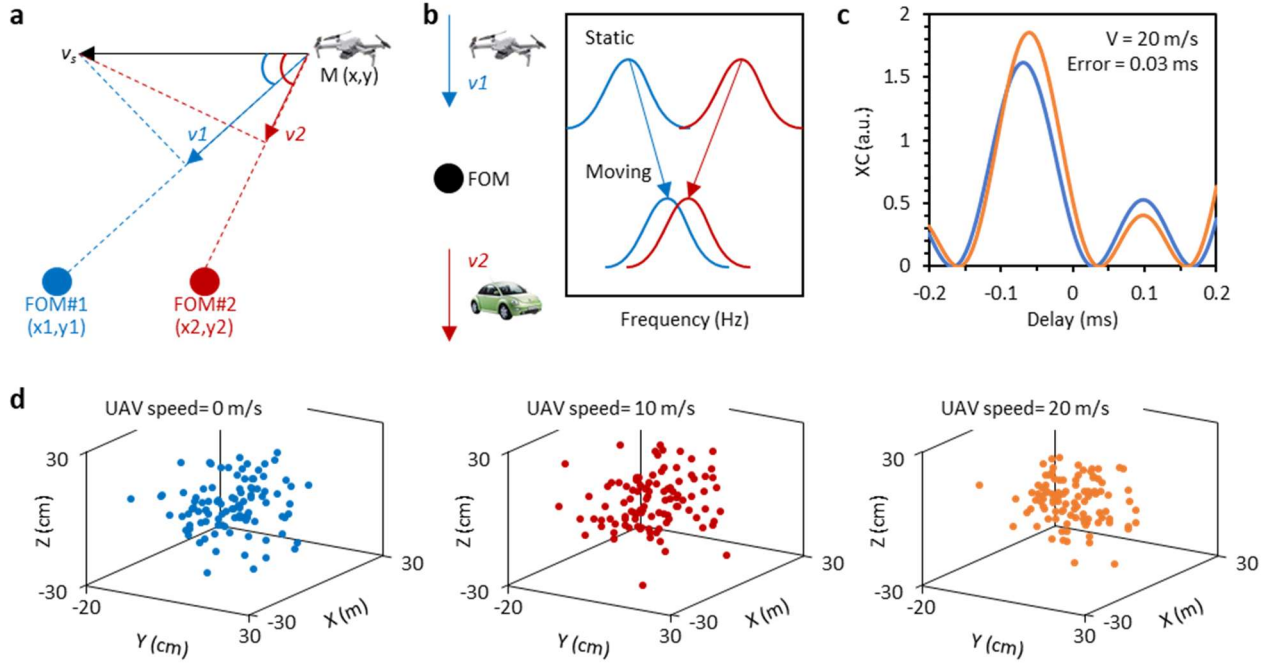 a
vs
M (x,y)
v1
v2
FOM#1
(x1,y1)
FOM#2
(x2,y2)
b
v1
FOM
v2
Static
Moving
Frequency (Hz)
c
2
1.5
1
0.5
0
XC (a.u.)
V = 20 m/s
Error = 0.03 ms
-0.2
-0.1
0
0.1
0.2
Delay (ms)
d
UAV speed= 0 m/s
30
Z (cm)
-30
-20
Y (cm)
30
-30
X (m)
30
UAV speed= 10 m/s
30
Z (cm)
-30
-20
Y (cm)
30
-30
X (m)
30
UAV speed= 20 m/s
30
Z (cm)
-30
-20
Y (cm)
30
-30
X (m)
30